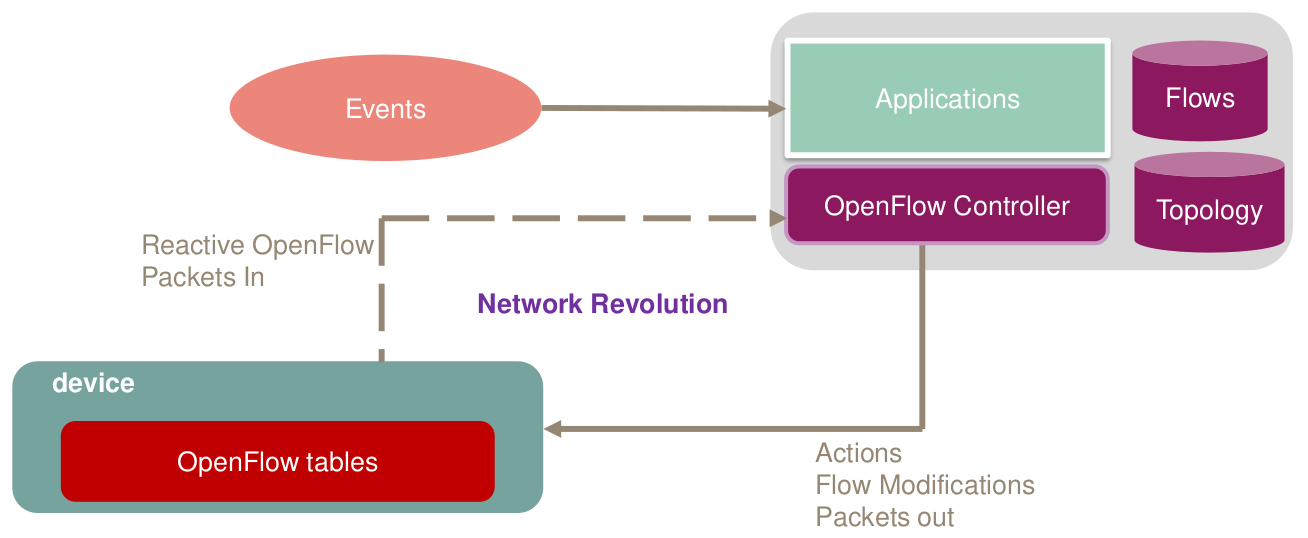 Events
Applications
Flows
OpenFlow Controller
Topology
Reactive OpenFlow
Packets In
Network Revolution
device
OpenFlow tables
Actions
Flow Modifications
Packets out